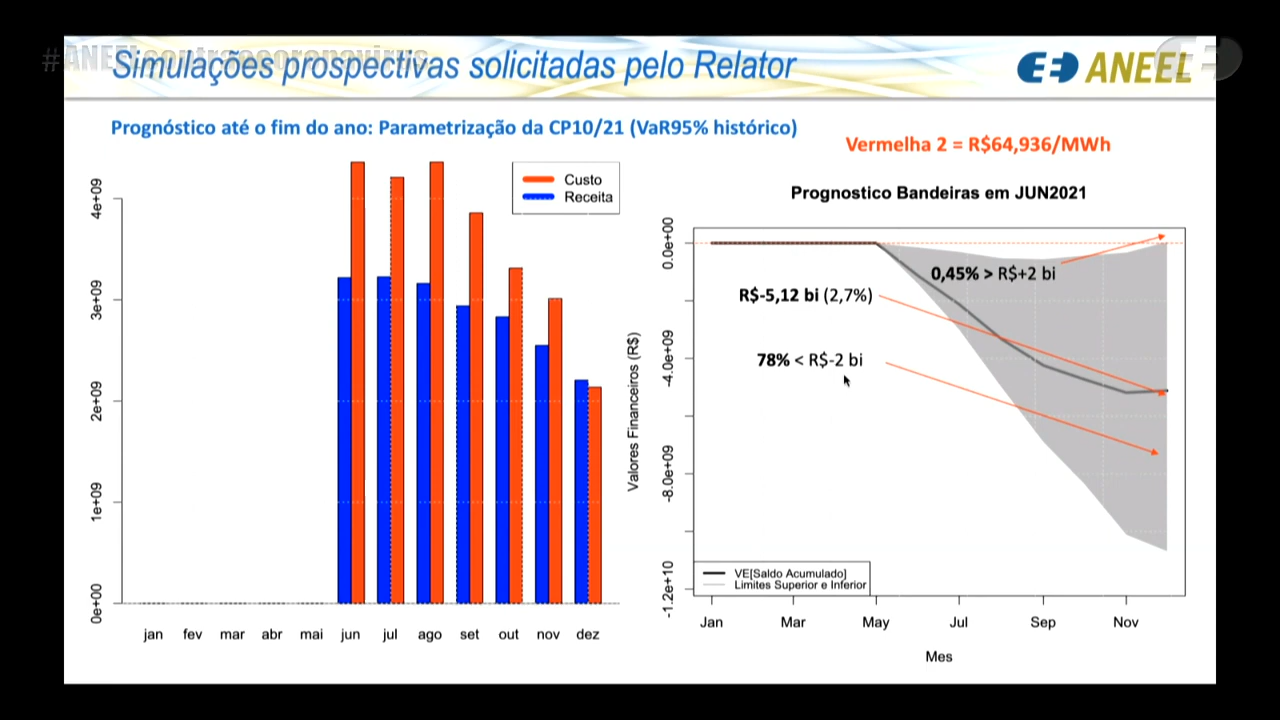 #ANEELcontraocoronavirus
Simulações prospectivas solicitadas pelo Relator
ANEEL
Prognóstico até o fim do ano: Parametrização da CP10/21 (VaR95% histórico)
Vermelha 2 = R$64,936/MWh
Custo
Receita
4e+09
3e+09
2e+09
1e+09
0e+00
jan fev mar abr mai jun jul ago set out nov dez
Prognostico Bandeiras em JUN2021
Valores Financeiros (R$)
0.0e+00
-4.0e+09
-8.0e+09
-1.2e+10
0,45% > R$+2 bi
R$-5,12 bi (2,7%)
78% < R$-2 bi
VE[Saldo Acumulado]
Limites Superior e Inferior
Jan Mar May Jul Sep Nov
Mes